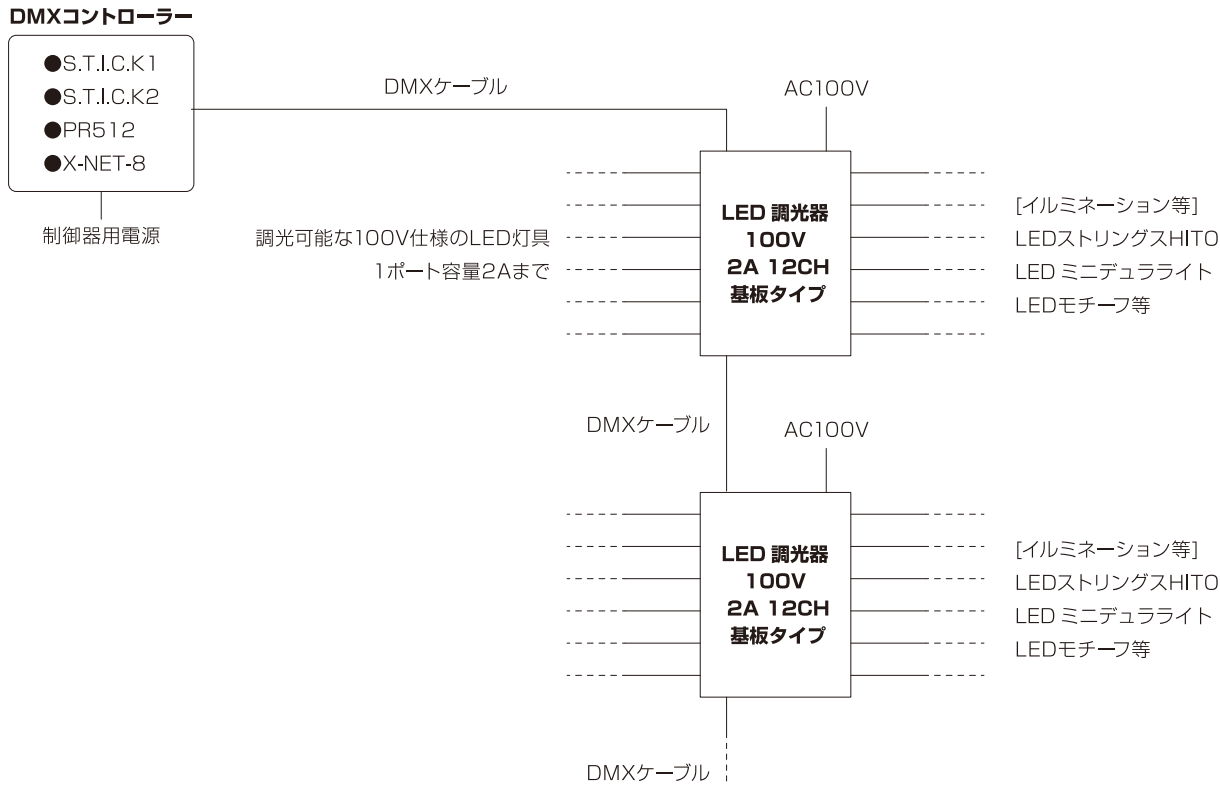 DMXコントローラー
●S.T.I.C.K1
●S.T.I.C.K2
●PR512
●X-NET-8
制御器用電源
DMXケーブル
AC100V
調光可能な100V仕様のLED灯具
1ポート容量2Aまで
LED 調光器
100V
2A 12CH
基板タイプ
[イルミネーション等]
LEDストリングスHITO
LED ミニデュラライト
LEDモチーフ等
DMXケーブル
AC100V
LED 調光器
100V
2A 12CH
基板タイプ
[イルミネーション等]
LEDストリングスHITO
LED ミニデュラライト
LEDモチーフ等
DMXケーブル